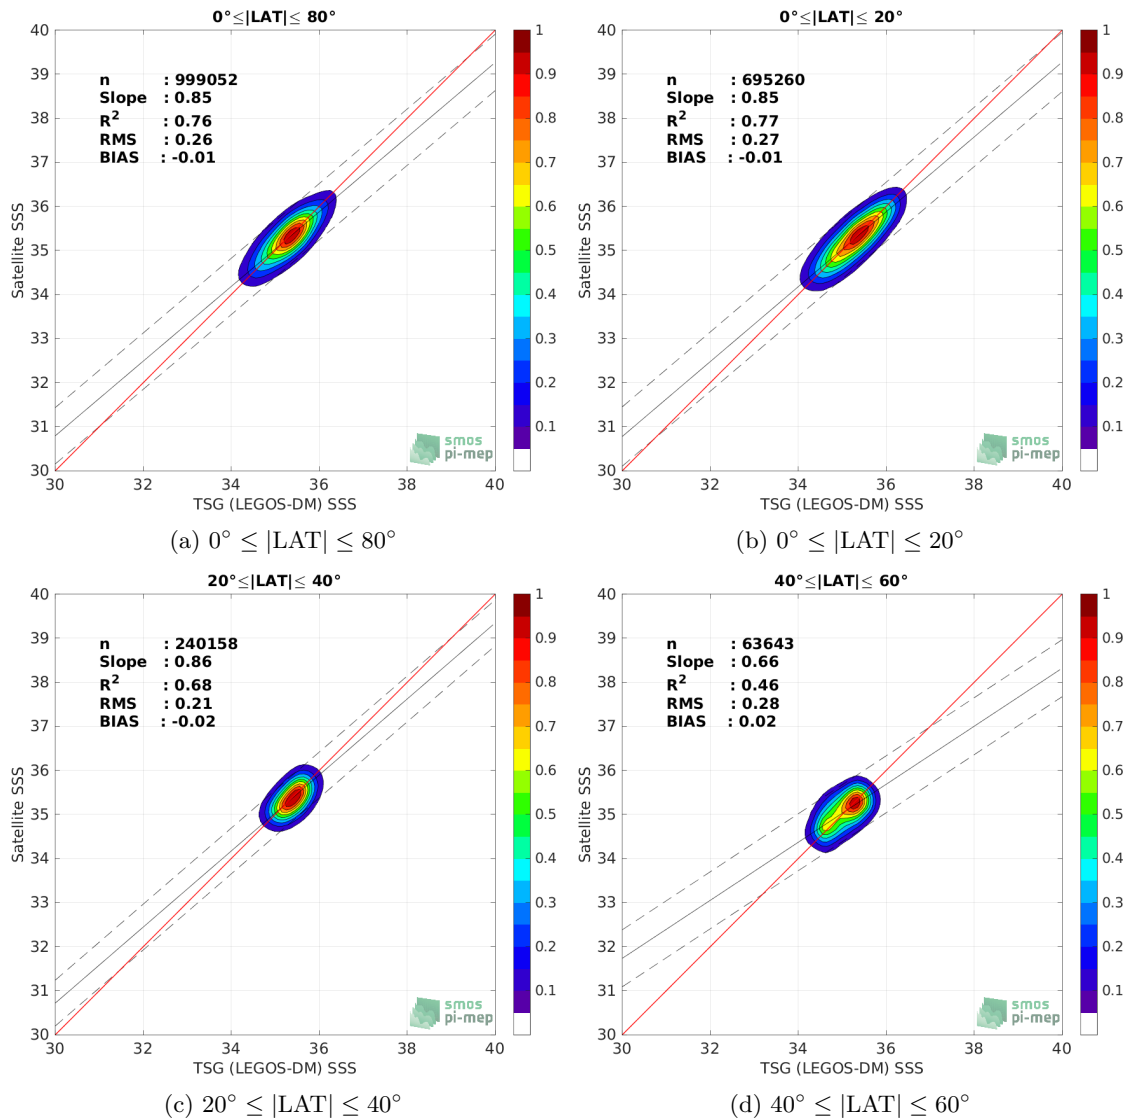 0°≤|LAT|≤ 80°
40
39
38
37
36
35
34
33
32
31
30
Satellite SSS
n : 999052
Slope : 0.85
R² : 0.76
RMS : 0.26
BIAS : -0.01
smos
pi-mep
30 32 34 36 38 40
TSG (LEGOS-DM) SSS
1
0.9
0.8
0.7
0.6
0.5
0.4
0.3
0.2
0.1
(a) 0° ≤ |LAT| ≤ 80°
0°≤|LAT|≤ 20°
40
39
38
37
36
35
34
33
32
31
30
Satellite SSS
n : 695260
Slope : 0.85
R² : 0.77
RMS : 0.27
BIAS : -0.01
smos
pi-mep
30 32 34 36 38 40
TSG (LEGOS-DM) SSS
1
0.9
0.8
0.7
0.6
0.5
0.4
0.3
0.2
0.1
(b) 0° ≤ |LAT| ≤ 20°
20°≤|LAT|≤ 40°
40
39
38
37
36
35
34
33
32
31
30
Satellite SSS
n : 240158
Slope : 0.86
R² : 0.68
RMS : 0.21
BIAS : -0.02
smos
pi-mep
30 32 34 36 38 40
TSG (LEGOS-DM) SSS
1
0.9
0.8
0.7
0.6
0.5
0.4
0.3
0.2
0.1
(c) 20° ≤ |LAT| ≤ 40°
40°≤|LAT|≤ 60°
40
39
38
37
36
35
34
33
32
31
30
Satellite SSS
n : 63643
Slope : 0.66
R² : 0.46
RMS : 0.28
BIAS : 0.02
smos
pi-mep
30 32 34 36 38 40
TSG (LEGOS-DM) SSS
1
0.9
0.8
0.7
0.6
0.5
0.4
0.3
0.2
0.1
(d) 40° ≤ |LAT| ≤ 60°